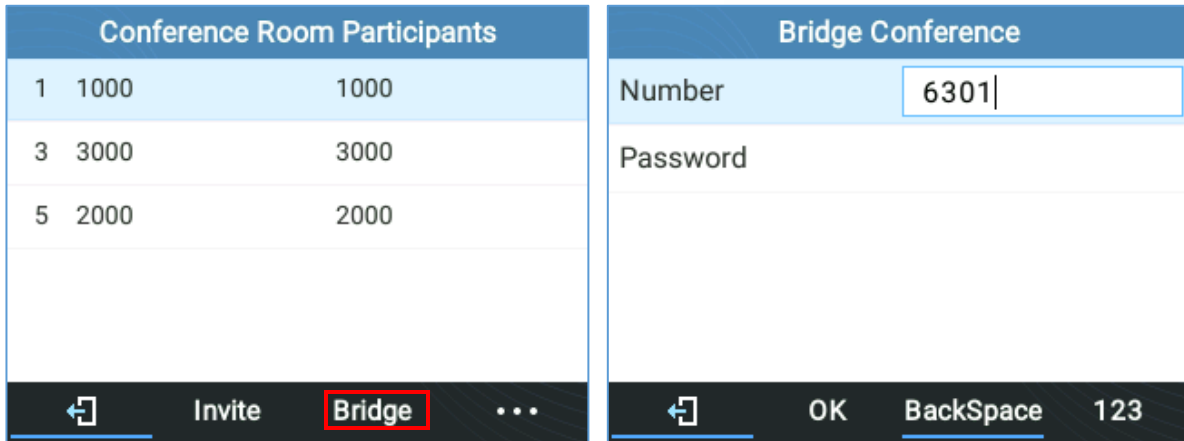 Conference Room Participants
1 1000 1000
3 3000 3000
5 2000 2000
Invite Bridge ...
Bridge Conference
Number 6301
Password
OK BackSpace 123